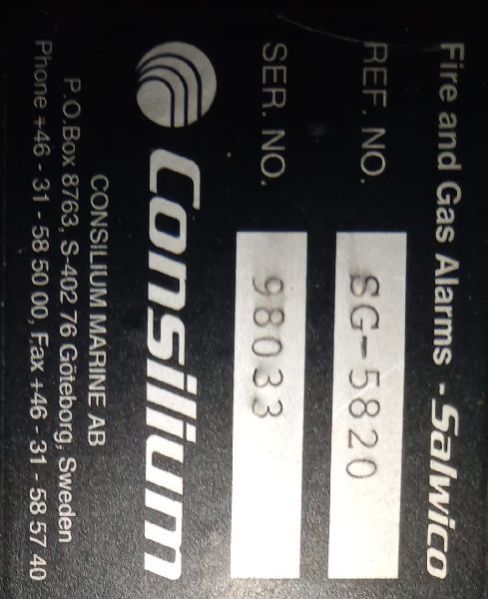 Fire and Gas Alarms - Salwico
REF. NO. SG-5820
SER. NO. 98033
Consilium
CONSILIUM MARINE AB
P.O.Box 8763, S-402 76 Göteborg, Sweden
Phone +46 - 31 - 58 50 00, Fax +46 - 31 - 58 57 40